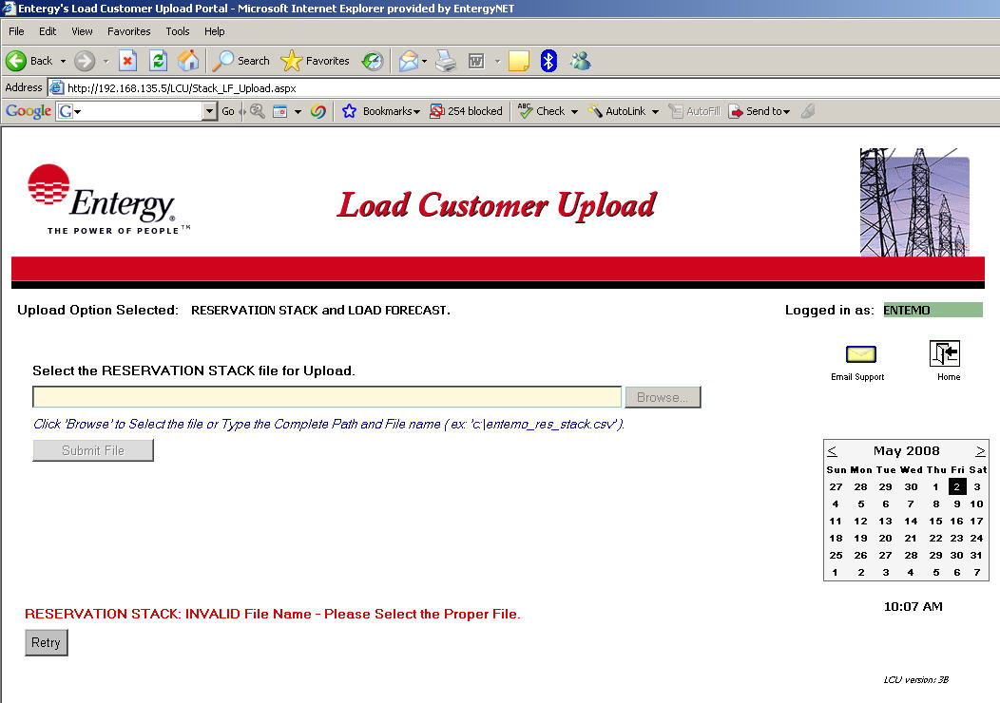 Entergy's Load Customer Upload Portal - Microsoft Internet Explorer provided by EntergyNET
File Edit View Favorites Tools Help
Back Search Favorites
Address http://192.168.135.5/LCU/Stack_LF_Upload.aspx
Google G Go Bookmarks 254 blocked ABC Check AutoLink AutoFill Send to
Entergy®
THE POWER OF PEOPLE™
Load Customer Upload
Upload Option Selected: RESERVATION STACK and LOAD FORECAST. Logged in as: ENTEMO
Email Support Home
Select the RESERVATION STACK file for Upload.
Browse...
Click 'Browse' to Select the file or Type the Complete Path and File name ( ex: 'c:\entemo_res_stack.csv' ).
Submit File
< May 2008 >
Sun Mon Tue Wed Thu Fri Sat
27 28 29 30 1 2 3
4 5 6 7 8 9 10
11 12 13 14 15 16 17
18 19 20 21 22 23 24
25 26 27 28 29 30 31
1 2 3 4 5 6 7
10:07 AM
RESERVATION STACK: INVALID File Name - Please Select the Proper File.
Retry
LCU version: 3B